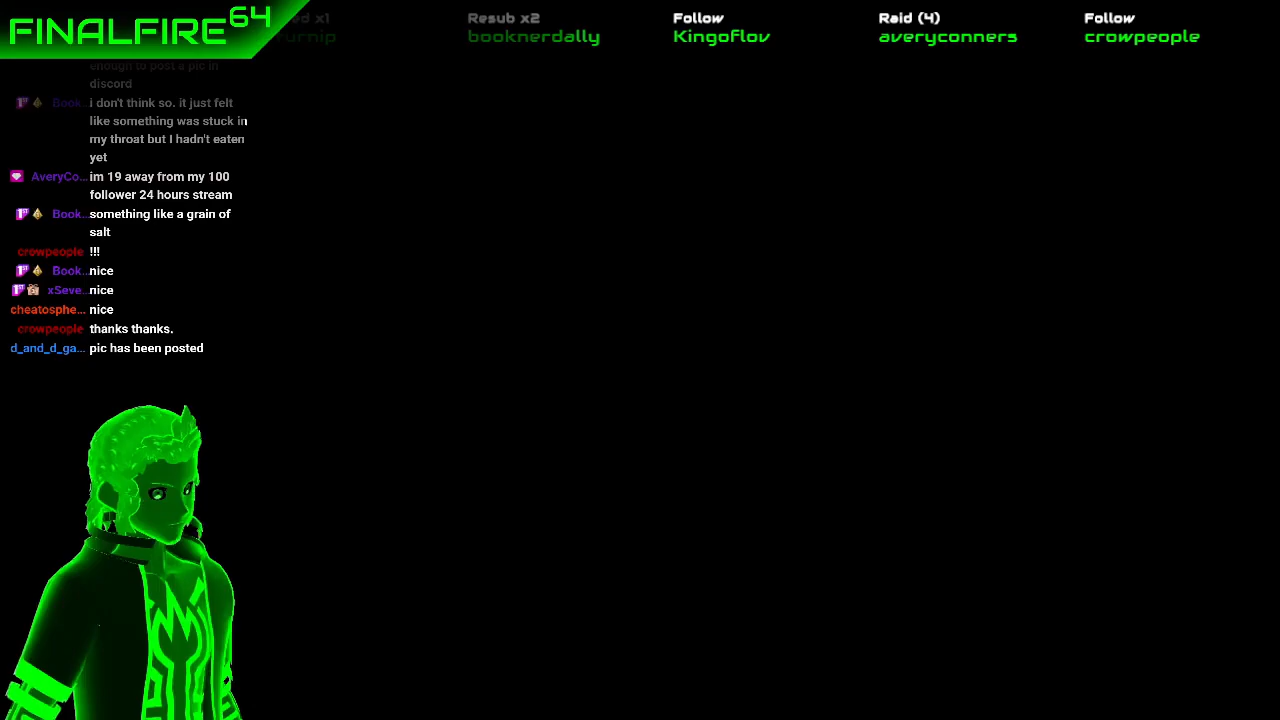 FINALFIRE64
x1
Resub x2
Follow
Raid (4)
Follow
booknerdally
KingofLov
averyconners
crowpeople
enough to post a pic in
discord
Book... i don't think so. it just felt
like something was stuck in
my throat but I hadn't eaten
yet
AveryCo... im 19 away from my 100
follower 24 hours stream
Book... something like a grain of
salt
crowpeople !!!
Book... nice
xSeve... nice
cheatosphe... nice
crowpeople thanks thanks.
d_and_d_ga... pic has been posted